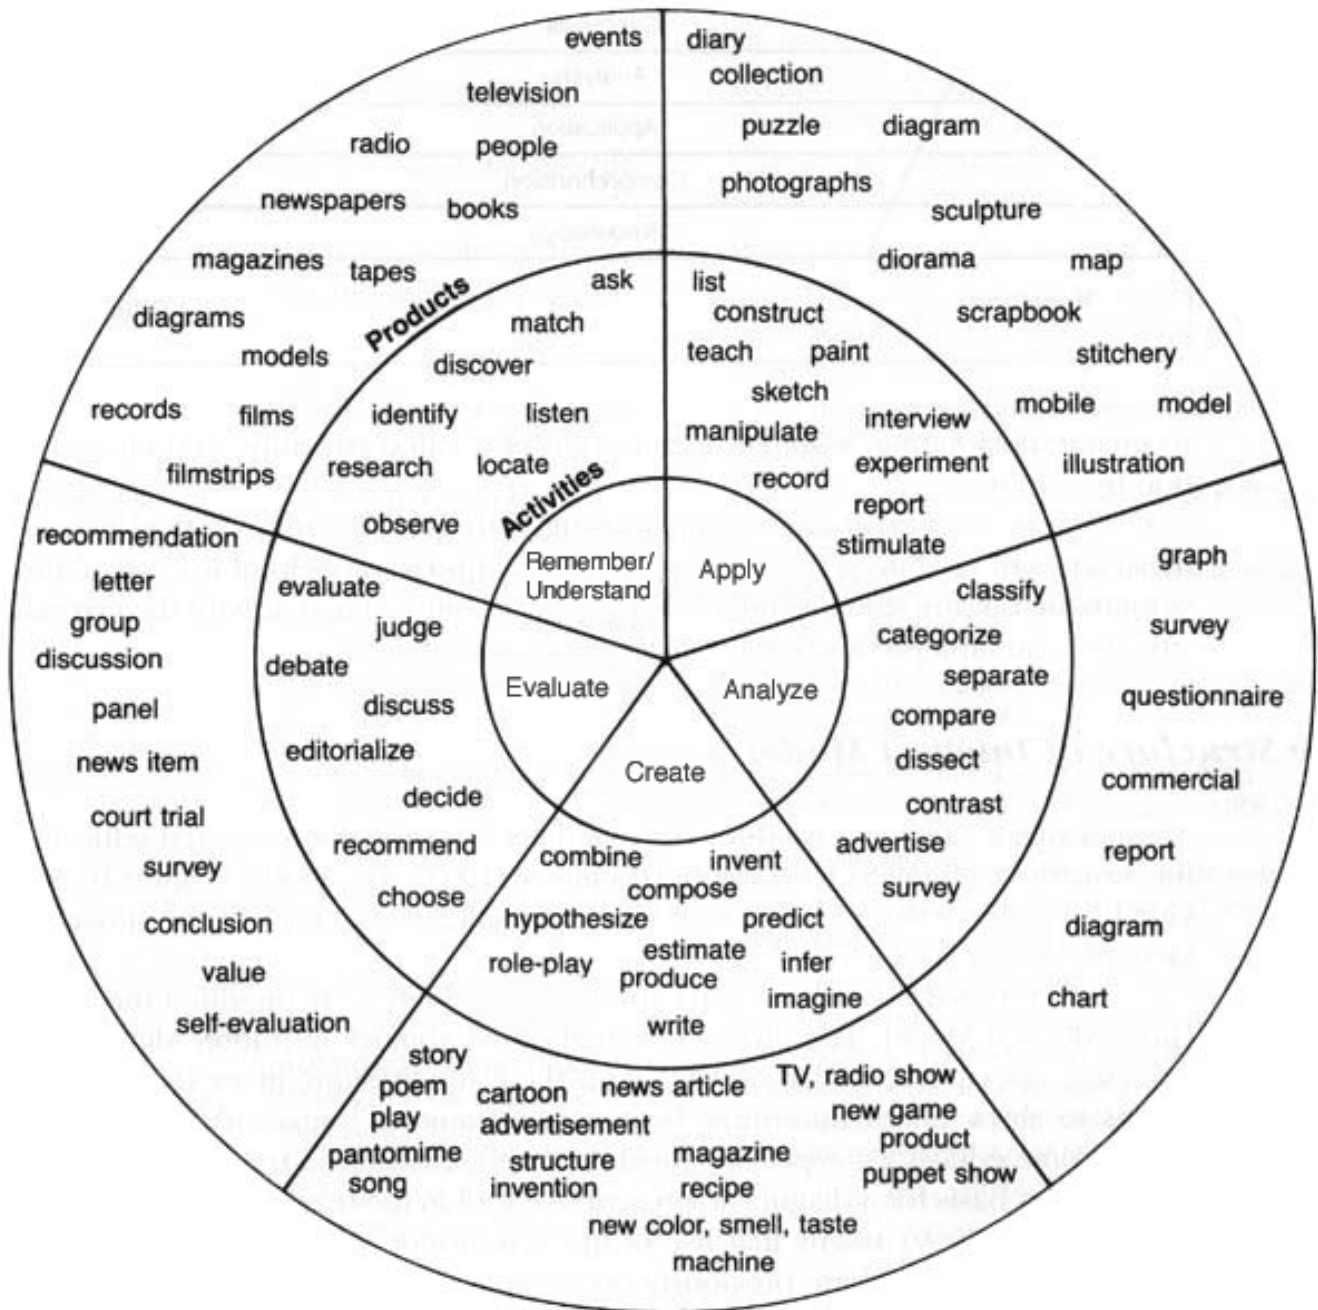 events
television
radio
people
newspapers
books
magazines
tapes
diagrams
models
records
films
filmstrips
Products
ask
match
discover
identify
listen
research
locate
observe
Activities
Remember/
Understand
diary
collection
puzzle
diagram
photographs
sculpture
diorama
map
scrapbook
stitchery
mobile
model
illustration
list
construct
teach
paint
sketch
interview
manipulate
experiment
record
report
stimulate
Apply
graph
survey
questionnaire
commercial
report
diagram
chart
classify
categorize
separate
compare
dissect
contrast
advertise
survey
Analyze
Create
combine
invent
compose
hypothesize
predict
estimate
role-play
infer
produce
imagine
write
story
poem
play
pantomime
song
cartoon
news article
advertisement
structure
invention
magazine
recipe
TV, radio show
new game
product
puppet show
new color, smell, taste
machine
Evaluate
evaluate
judge
debate
discuss
editorialize
decide
recommend
choose
recommendation
letter
group
discussion
panel
news item
court trial
survey
conclusion
value
self-evaluation